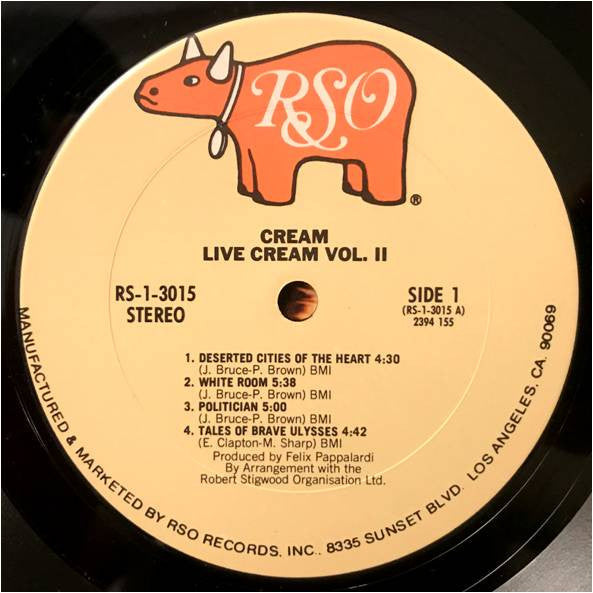 RSO
®
CREAM
LIVE CREAM VOL. II
RS-1-3015
STEREO
SIDE 1
(RS-1-3015 A)
2394 155
1. DESERTED CITIES OF THE HEART 4:30
(J. Bruce-P. Brown) BMI
2. WHITE ROOM 5:38
(J. Bruce-P. Brown) BMI
3. POLITICIAN 5:00
(J. Bruce-P. Brown) BMI
4. TALES OF BRAVE ULYSSES 4:42
(E. Clapton-M. Sharp) BMI
Produced by Felix Pappalardi
By Arrangement with the
Robert Stigwood Organisation Ltd.
MANUFACTURED & MARKETED BY RSO RECORDS, INC., 8335 SUNSET BLVD. LOS ANGELES, CA. 90069